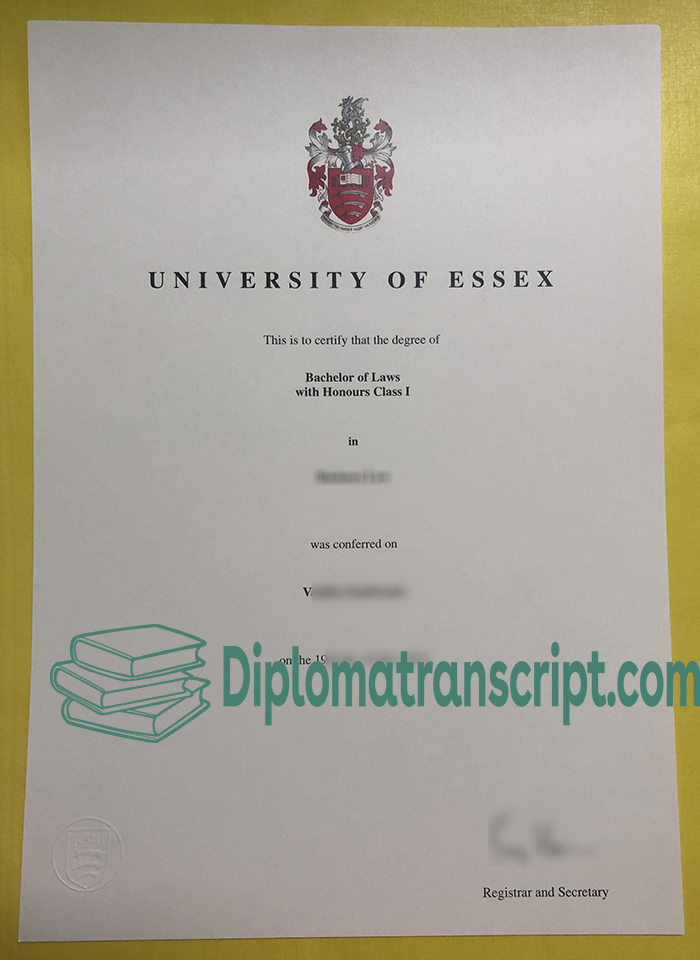 UNIVERSITY OF ESSEX
This is to certify that the degree of
Bachelor of Laws
with Honours Class I
in
was conferred on
V
on the 19
Diplomatranscript.com
Registrar and Secretary